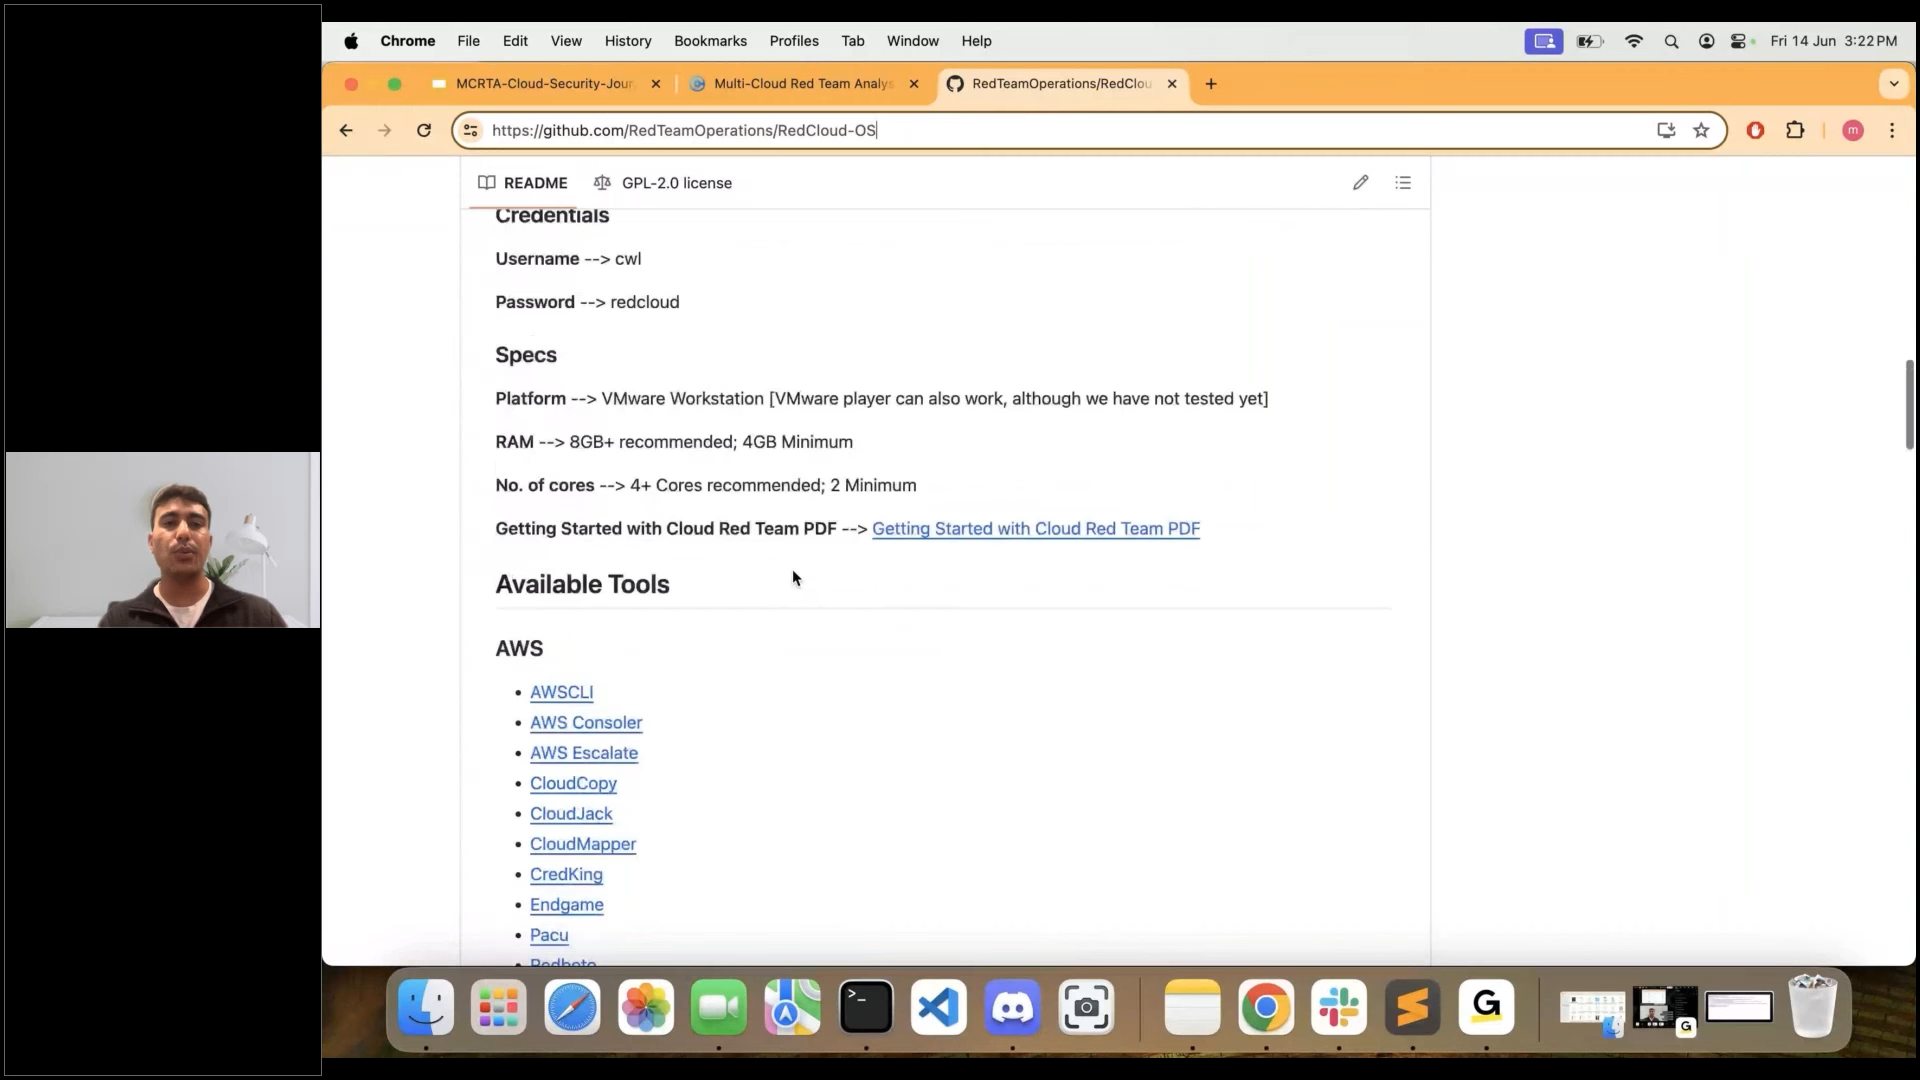 Chrome File Edit View History Bookmarks Profiles Tab Window Help Fri 14 Jun 3:22 PM
MCRTA-Cloud-Security-Jour Multi-Cloud Red Team Analys RedTeamOperations/RedClou
https://github.com/RedTeamOperations/RedCloud-OS m
README GPL-2.0 license
Credentials
Username --> cwl
Password --> redcloud
Specs
Platform --> VMware Workstation [VMware player can also work, although we have not tested yet]
RAM --> 8GB+ recommended; 4GB Minimum
No. of cores --> 4+ Cores recommended; 2 Minimum
Getting Started with Cloud Red Team PDF --> Getting Started with Cloud Red Team PDF
Available Tools
AWS
• AWSCLI
• AWS Consoler
• AWS Escalate
• CloudCopy
• CloudJack
• CloudMapper
• CredKing
• Endgame
• Pacu
• Redboto